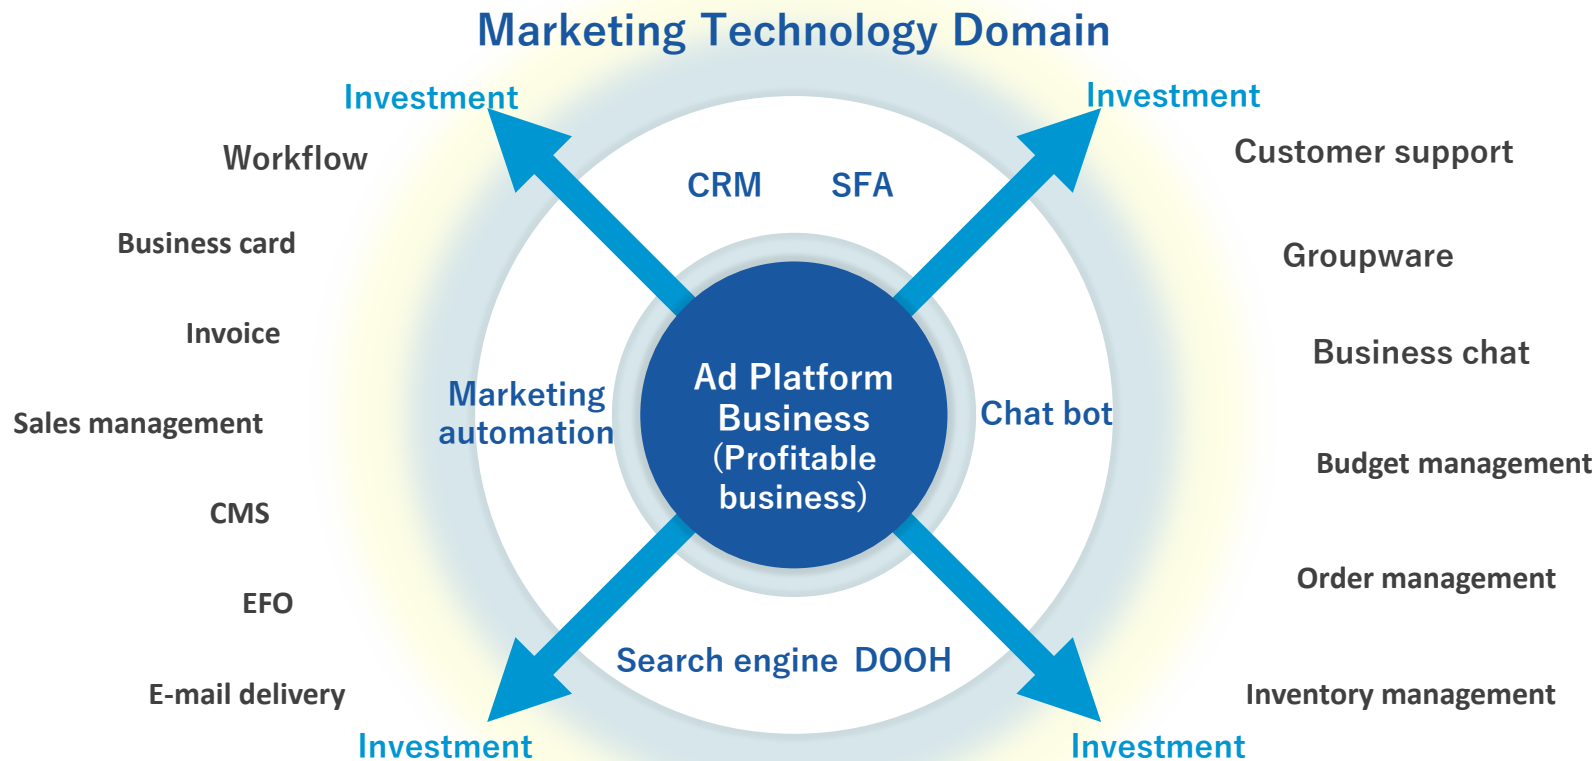 Marketing Technology Domain
Investment
Investment
Workflow
Customer support
CRM
SFA
Business card
Groupware
Invoice
Business chat
Marketing
automation
Ad Platform
Business
(Profitable
business)
Chat bot
Sales management
Budget management
CMS
Order management
EFO
Search engine
DOOH
E-mail delivery
Inventory management
Investment
Investment